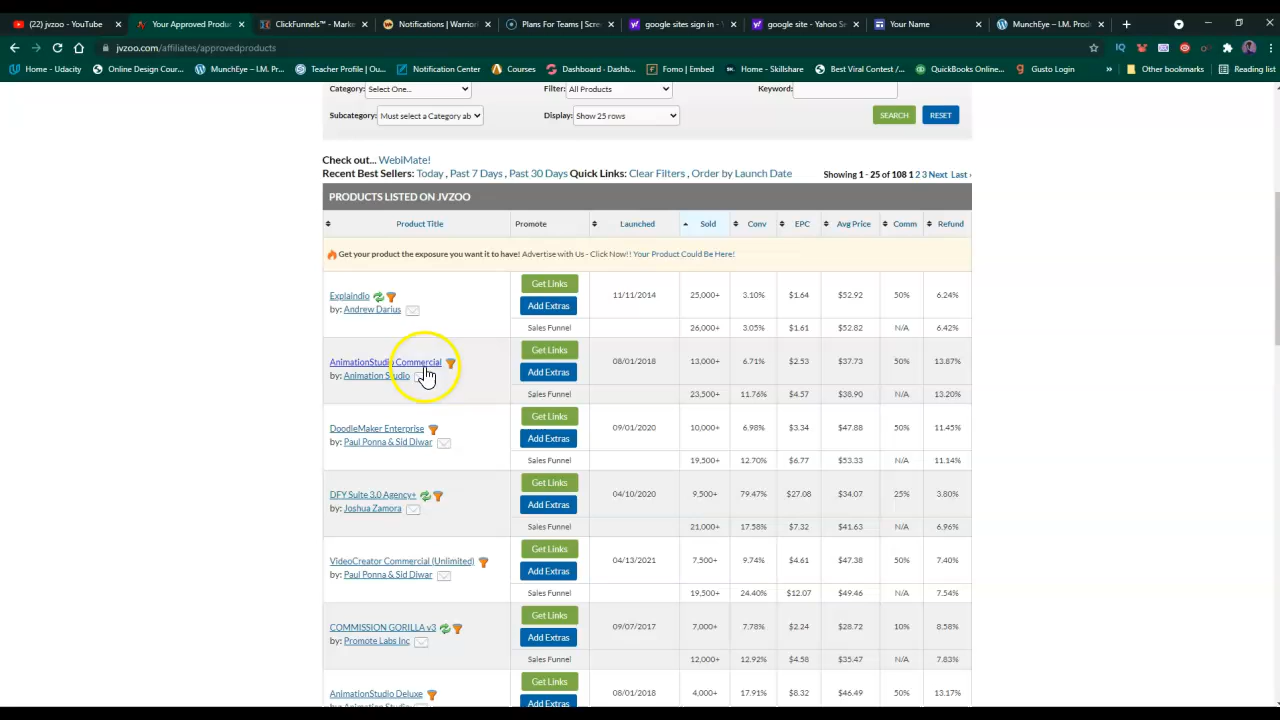 (22) jvzoo - YouTube
Your Approved Produc
ClickFunnels™ - Mark
Notifications | Warrior
Plans For Teams | Scree
google sites sign in - Y
google site - Yahoo Se
Your Name
MunchEye – I.M. Prod
jvzoo.com/affiliates/approvedproducts
Home - Udacity
Online Design Cour...
MunchEye – I.M. Pr...
Teacher Profile | Ou...
Notification Center
Courses
Dashboard - Dashb...
Fomo | Embed
Home - Skillshare
Best Viral Contest /...
QuickBooks Online...
Gusto Login
»
Other bookmarks
Reading list
Category: Select One... Filter: All Products Keyword:
Subcategory: Must select a Category ab Display: Show 25 rows SEARCH RESET
Check out... WebiMate!
Recent Best Sellers: Today , Past 7 Days , Past 30 Days Quick Links: Clear Filters , Order by Launch Date Showing 1 - 25 of 108 1 2 3 Next Last ›
PRODUCTS LISTED ON JVZOO
Product Title Promote Launched Sold Conv EPC Avg Price Comm Refund
Get your product the exposure you want it to have! Advertise with Us - Click Now!! Your Product Could Be Here!
Explaindio Get Links 11/11/2014 25,000+ 3.10% $1.64 $52.92 50% 6.24%
by: Andrew Darius Add Extras
Sales Funnel 26,000+ 3.05% $1.61 $52.82 N/A 6.42%
AnimationStudio Commercial Get Links 08/01/2018 13,000+ 6.71% $2.53 $37.73 50% 13.87%
by: Animation Studio Add Extras
Sales Funnel 23,500+ 11.76% $4.57 $38.90 N/A 13.20%
DoodleMaker Enterprise Get Links 09/01/2020 10,000+ 6.98% $3.34 $47.88 50% 11.45%
by: Paul Ponna & Sid Diwar Add Extras
Sales Funnel 19,500+ 12.70% $6.77 $53.33 N/A 11.14%
DFY Suite 3.0 Agency+ Get Links 04/10/2020 9,500+ 79.47% $27.08 $34.07 25% 3.80%
by: Joshua Zamora Add Extras
Sales Funnel 21,000+ 17.58% $7.32 $41.63 N/A 6.96%
VideoCreator Commercial (Unlimited) Get Links 04/13/2021 7,500+ 9.74% $4.61 $47.38 50% 7.40%
by: Paul Ponna & Sid Diwar Add Extras
Sales Funnel 19,500+ 24.40% $12.07 $49.46 N/A 7.54%
COMMISSION GORILLA v3 Get Links 09/07/2017 7,000+ 7.78% $2.24 $28.72 10% 8.58%
by: Promote Labs Inc Add Extras
Sales Funnel 12,000+ 12.92% $4.58 $35.47 N/A 7.83%
AnimationStudio Deluxe Get Links 08/01/2018 4,000+ 17.91% $8.32 $46.49 50% 13.17%
by: Animation Studio Add Extras